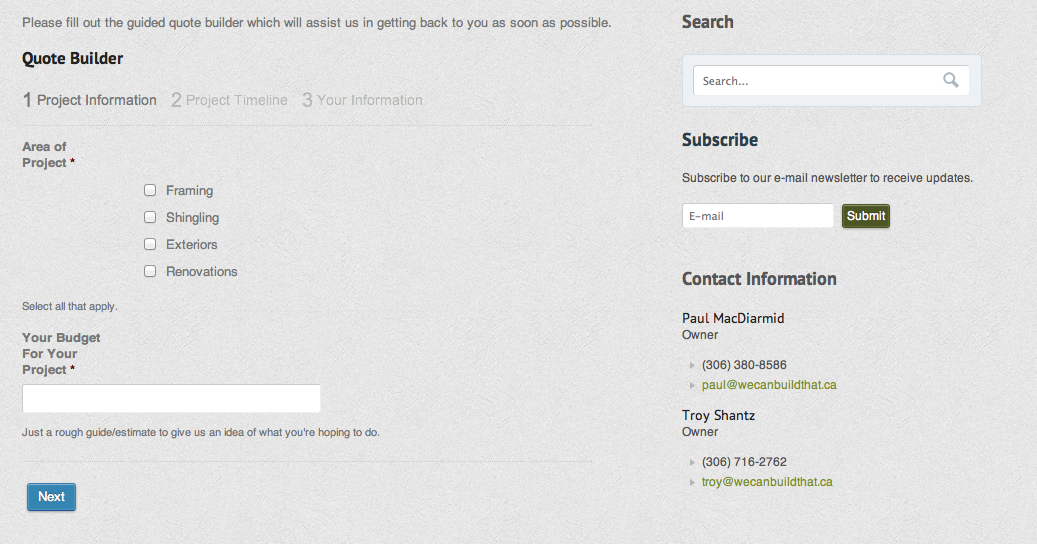 Please fill out the guided quote builder which will assist us in getting back to you as soon as possible.
Quote Builder
1 Project Information 2 Project Timeline 3 Your Information
Area of
Project *
Framing
Shingling
Exteriors
Renovations
Select all that apply.
Your Budget
For Your
Project *
Just a rough guide/estimate to give us an idea of what you're hoping to do.
Next
Search
Search...
Subscribe
Subscribe to our e-mail newsletter to receive updates.
E-mail
Submit
Contact Information
Paul MacDiarmid
Owner
(306) 380-8586
paul@wecanbuildthat.ca
Troy Shantz
Owner
(306) 716-2762
troy@wecanbuildthat.ca